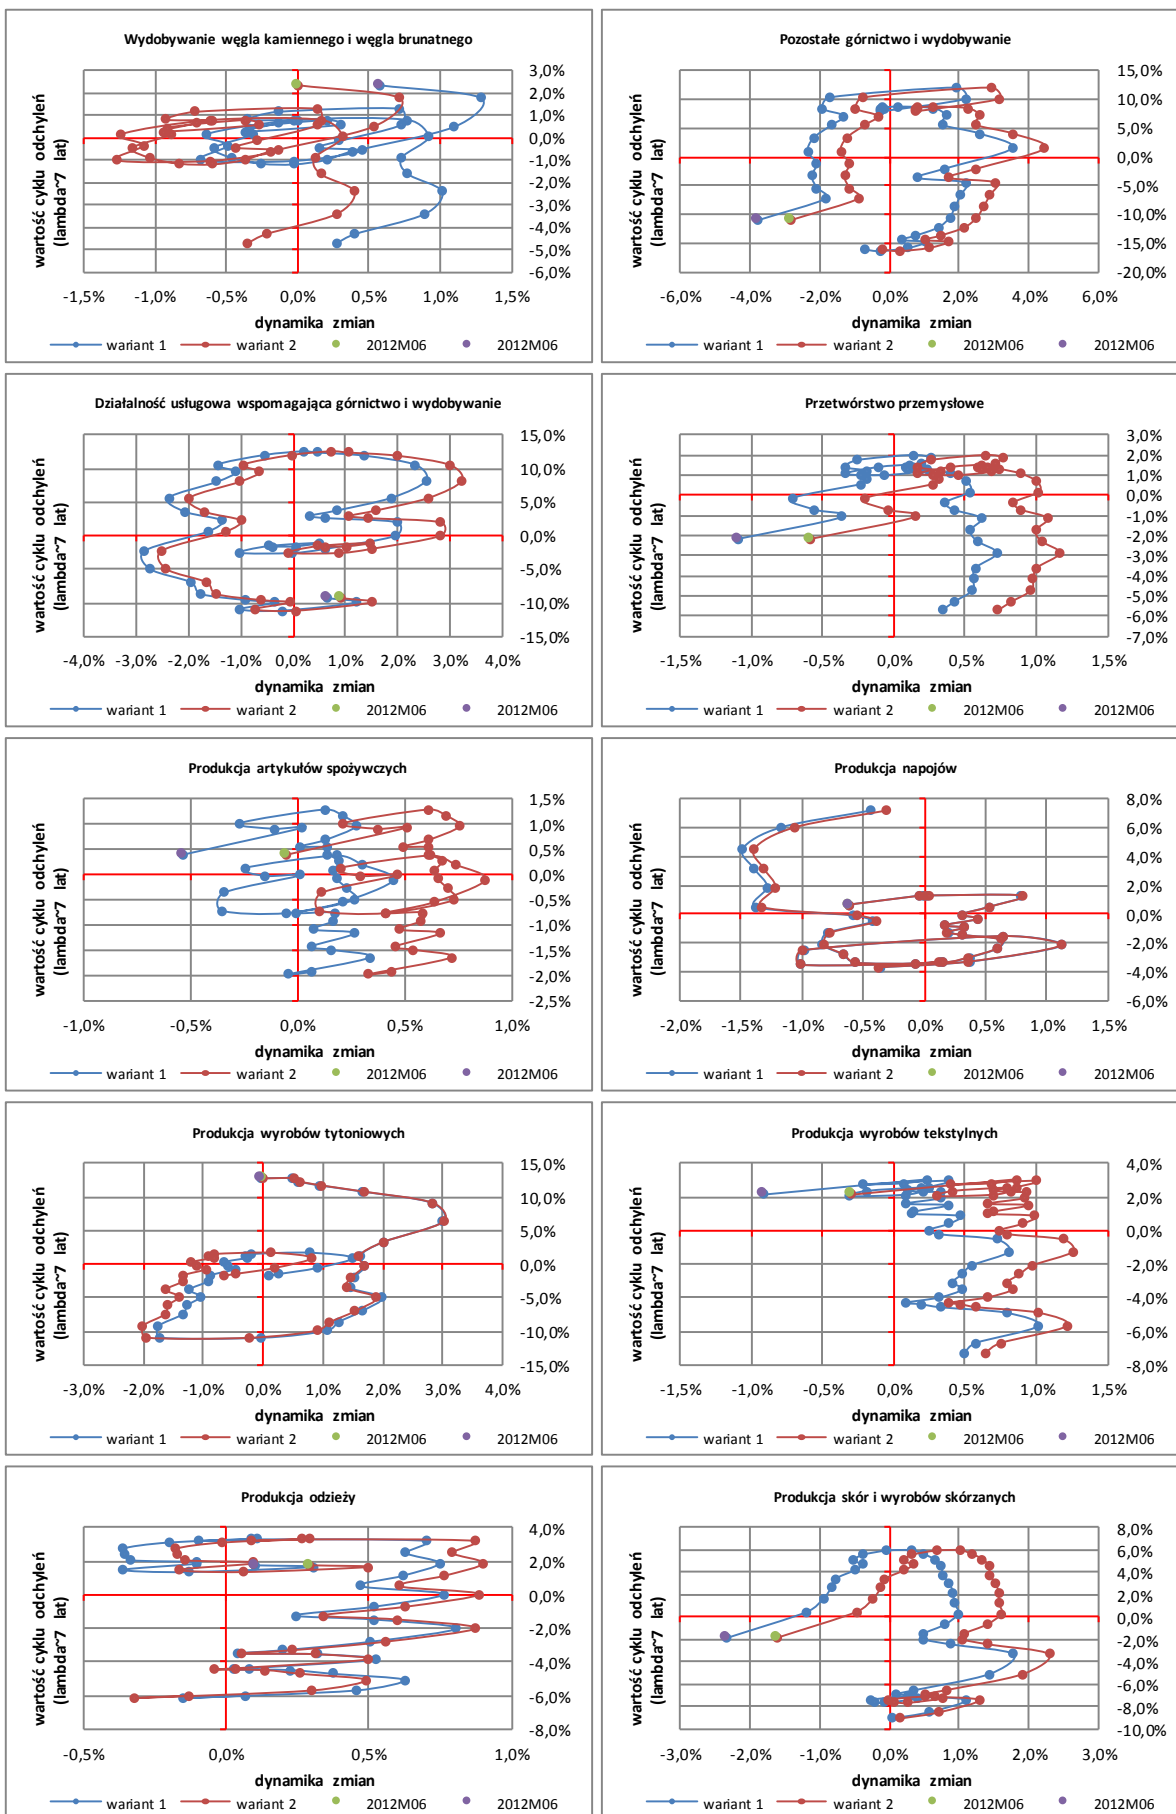 Wydobywanie węgla kamiennego i węgla brunatnego
wartość cyklu odchyleń
(lambda~7 lat)
3,0%
2,0%
1,0%
0,0%
-1,0%
-2,0%
-3,0%
-4,0%
-5,0%
-6,0%
-1,5% -1,0% -0,5% 0,0% 0,5% 1,0% 1,5%
dynamika zmian
wariant 1 wariant 2 2012M06 2012M06
Pozostałe górnictwo i wydobywanie
wartość cyklu odchyleń
(lambda~7 lat)
15,0%
10,0%
5,0%
0,0%
-5,0%
-10,0%
-15,0%
-20,0%
-6,0% -4,0% -2,0% 0,0% 2,0% 4,0% 6,0%
dynamika zmian
wariant 1 wariant 2 2012M06 2012M06
Działalność usługowa wspomagająca górnictwo i wydobywanie
wartość cyklu odchyleń
(lambda~7 lat)
15,0%
10,0%
5,0%
0,0%
-5,0%
-10,0%
-15,0%
-4,0% -3,0% -2,0% -1,0% 0,0% 1,0% 2,0% 3,0% 4,0%
dynamika zmian
wariant 1 wariant 2 2012M06 2012M06
Przetwórstwo przemysłowe
wartość cyklu odchyleń
(lambda~7 lat)
3,0%
2,0%
1,0%
0,0%
-1,0%
-2,0%
-3,0%
-4,0%
-5,0%
-6,0%
-7,0%
-1,5% -1,0% -0,5% 0,0% 0,5% 1,0% 1,5%
dynamika zmian
wariant 1 wariant 2 2012M06 2012M06
Produkcja artykułów spożywczych
wartość cyklu odchyleń
(lambda~7 lat)
1,5%
1,0%
0,5%
0,0%
-0,5%
-1,0%
-1,5%
-2,0%
-2,5%
-1,0% -0,5% 0,0% 0,5% 1,0%
dynamika zmian
wariant 1 wariant 2 2012M06 2012M06
Produkcja napojów
wartość cyklu odchyleń
(lambda~7 lat)
8,0%
6,0%
4,0%
2,0%
0,0%
-2,0%
-4,0%
-6,0%
-2,0% -1,5% -1,0% -0,5% 0,0% 0,5% 1,0% 1,5%
dynamika zmian
wariant 1 wariant 2 2012M06 2012M06
Produkcja wyrobów tytoniowych
wartość cyklu odchyleń
(lambda~7 lat)
15,0%
10,0%
5,0%
0,0%
-5,0%
-10,0%
-15,0%
-3,0% -2,0% -1,0% 0,0% 1,0% 2,0% 3,0% 4,0%
dynamika zmian
wariant 1 wariant 2 2012M06 2012M06
Produkcja wyrobów tekstylnych
wartość cyklu odchyleń
(lambda~7 lat)
4,0%
2,0%
0,0%
-2,0%
-4,0%
-6,0%
-8,0%
-1,5% -1,0% -0,5% 0,0% 0,5% 1,0% 1,5%
dynamika zmian
wariant 1 wariant 2 2012M06 2012M06
Produkcja odzieży
wartość cyklu odchyleń
(lambda~7 lat)
4,0%
2,0%
0,0%
-2,0%
-4,0%
-6,0%
-8,0%
-0,5% 0,0% 0,5% 1,0%
dynamika zmian
wariant 1 wariant 2 2012M06 2012M06
Produkcja skór i wyrobów skórzanych
wartość cyklu odchyleń
(lambda~7 lat)
8,0%
6,0%
4,0%
2,0%
0,0%
-2,0%
-4,0%
-6,0%
-8,0%
-10,0%
-3,0% -2,0% -1,0% 0,0% 1,0% 2,0% 3,0%
dynamika zmian
wariant 1 wariant 2 2012M06 2012M06